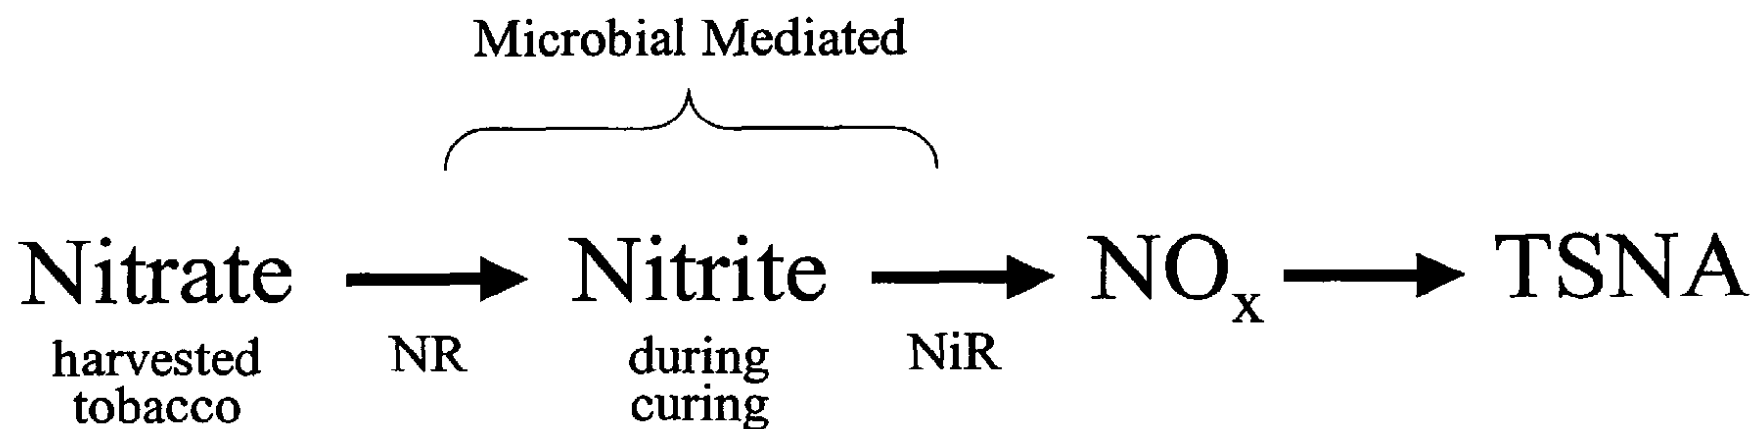 Microbial Mediated
Nitrate Nitrite NOx TSNA
harvested tobacco NR during curing NiR